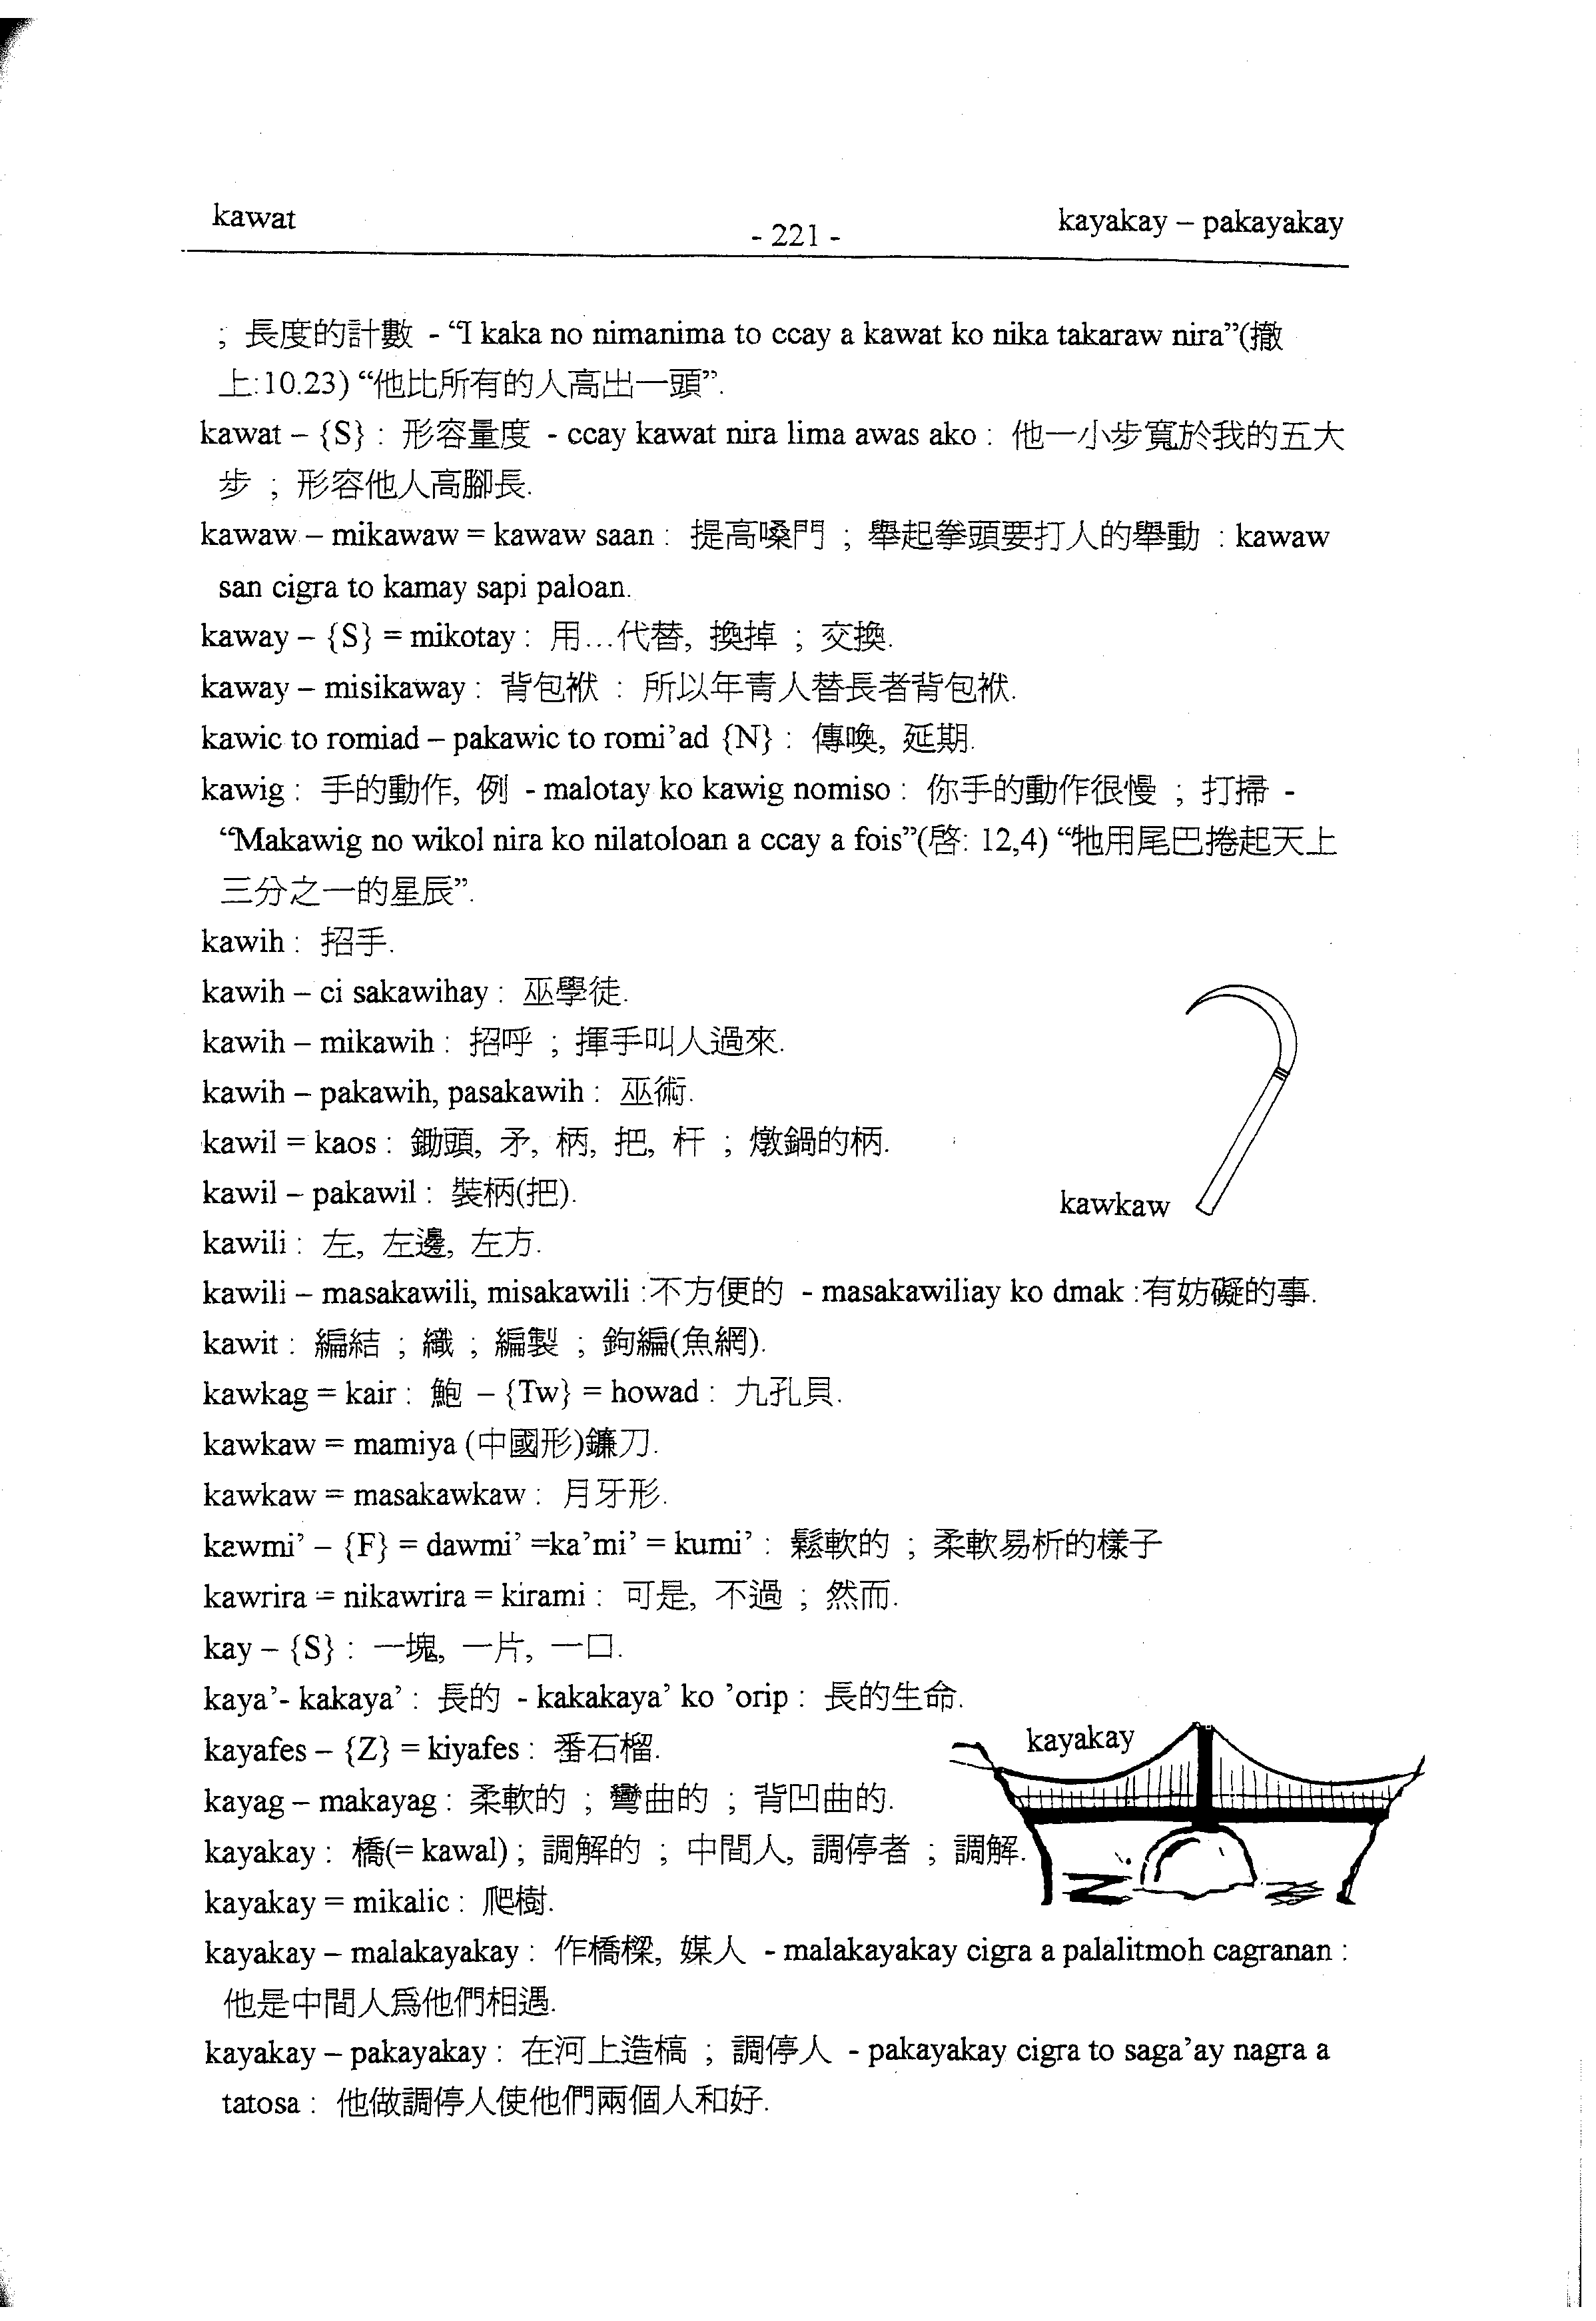 kawat
- 221 -
kayakay – pakayakay
; 長度的計數 - “I kaka no nimanima to ccay a kawat ko nika takaraw nira”(撒
上:10.23) “他比所有的人高出一頭”.
kawat – {S} : 形容量度 - ccay kawat nira lima awas ako : 他一小步寬於我的五大
步 ; 形容他人高腳長.
kawaw – mikawaw = kawaw saan : 提高嗓門 ; 舉起拳頭要打人的舉動 : kawaw
san cigra to kamay sapi paloan.
kaway – {S} = mikotay : 用…代替, 換掉 ; 交換.
kaway – misikaway : 背包袱 : 所以年青人替長者背包袱.
kawic to romiad – pakawic to romi’ad {N} : 傳喚, 延期.
kawig : 手的動作, 例 - malotay ko kawig nomiso : 你手的動作很慢 ; 打掃 -
“Makawig no wikol nira ko nilatoloan a ccay a fois”(啓: 12,4) “牠用尾巴捲起天上
三分之一的星辰”.
kawih : 招手.
kawih – ci sakawihay : 巫學徒.
kawih – mikawih : 招呼 ; 揮手叫人過來.
kawih – pakawih, pasakawih : 巫術.
kawil = kaos : 鋤頭, 矛, 柄, 把, 杆 ; 燉鍋的柄.
kawil – pakawil : 裝柄(把).
kawkaw
kawili : 左, 左邊, 左方.
kawili – masakawili, misakawili :不方便的 - masakawiliay ko dmak :有妨礙的事.
kawit : 編結 ; 織 ; 編製 ; 鉤編(魚網).
kawkag = kair : 鮑 – {Tw} = howad : 九孔貝.
kawkaw = mamiya (中國形)鐮刀.
kawkaw = masakawkaw : 月牙形.
kawmi’ – {F} = dawmi’ =ka’mi’ = kumi’ : 鬆軟的 ; 柔軟易析的樣子
kawrira = nikawrira = kirami : 可是, 不過 ; 然而.
kay – {S} : 一塊, 一片, 一口.
kaya’- kakaya’ : 長的 - kakakaya’ ko ’orip : 長的生命.
kayakay
kayafes – {Z} = kiyafes : 番石榴.
kayag – makayag : 柔軟的 ; 彎曲的 ; 背凹曲的.
kayakay : 橋(= kawal) ; 調解的 ; 中間人, 調停者 ; 調解.
kayakay = mikalic : 爬樹.
kayakay – malakayakay : 作橋樑, 媒人 - malakayakay cigra a palalitmoh cagranan :
他是中間人爲他們相遇.
kayakay – pakayakay : 在河上造槁 ; 調停人 - pakayakay cigra to saga’ay nagra a
tatosa : 他做調停人使他們兩個人和好.